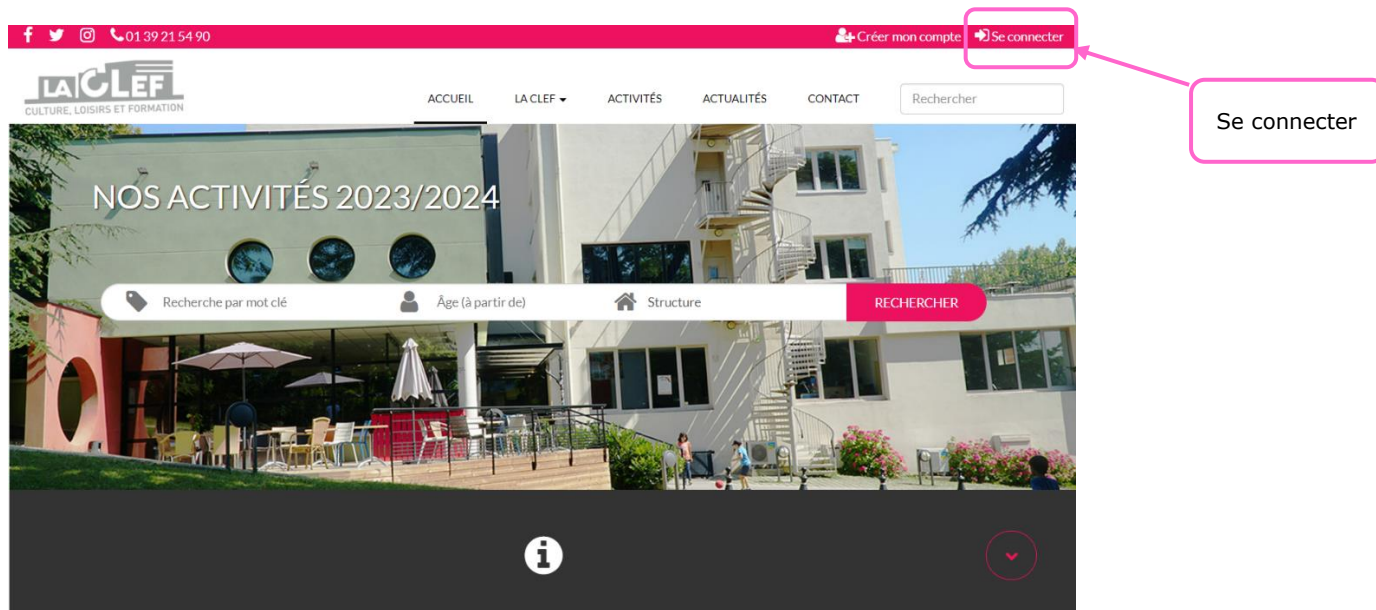 01 39 21 54 90
Créer mon compte
Se connecter
LA CLEF
CULTURE, LOISIRS ET FORMATION
ACCUEIL
LA CLEF
ACTIVITÉS
ACTUALITÉS
CONTACT
Rechercher
Se connecter
NOS ACTIVITÉS 2023/2024
Recherche par mot clé
Âge (à partir de)
Structure
RECHERCHER